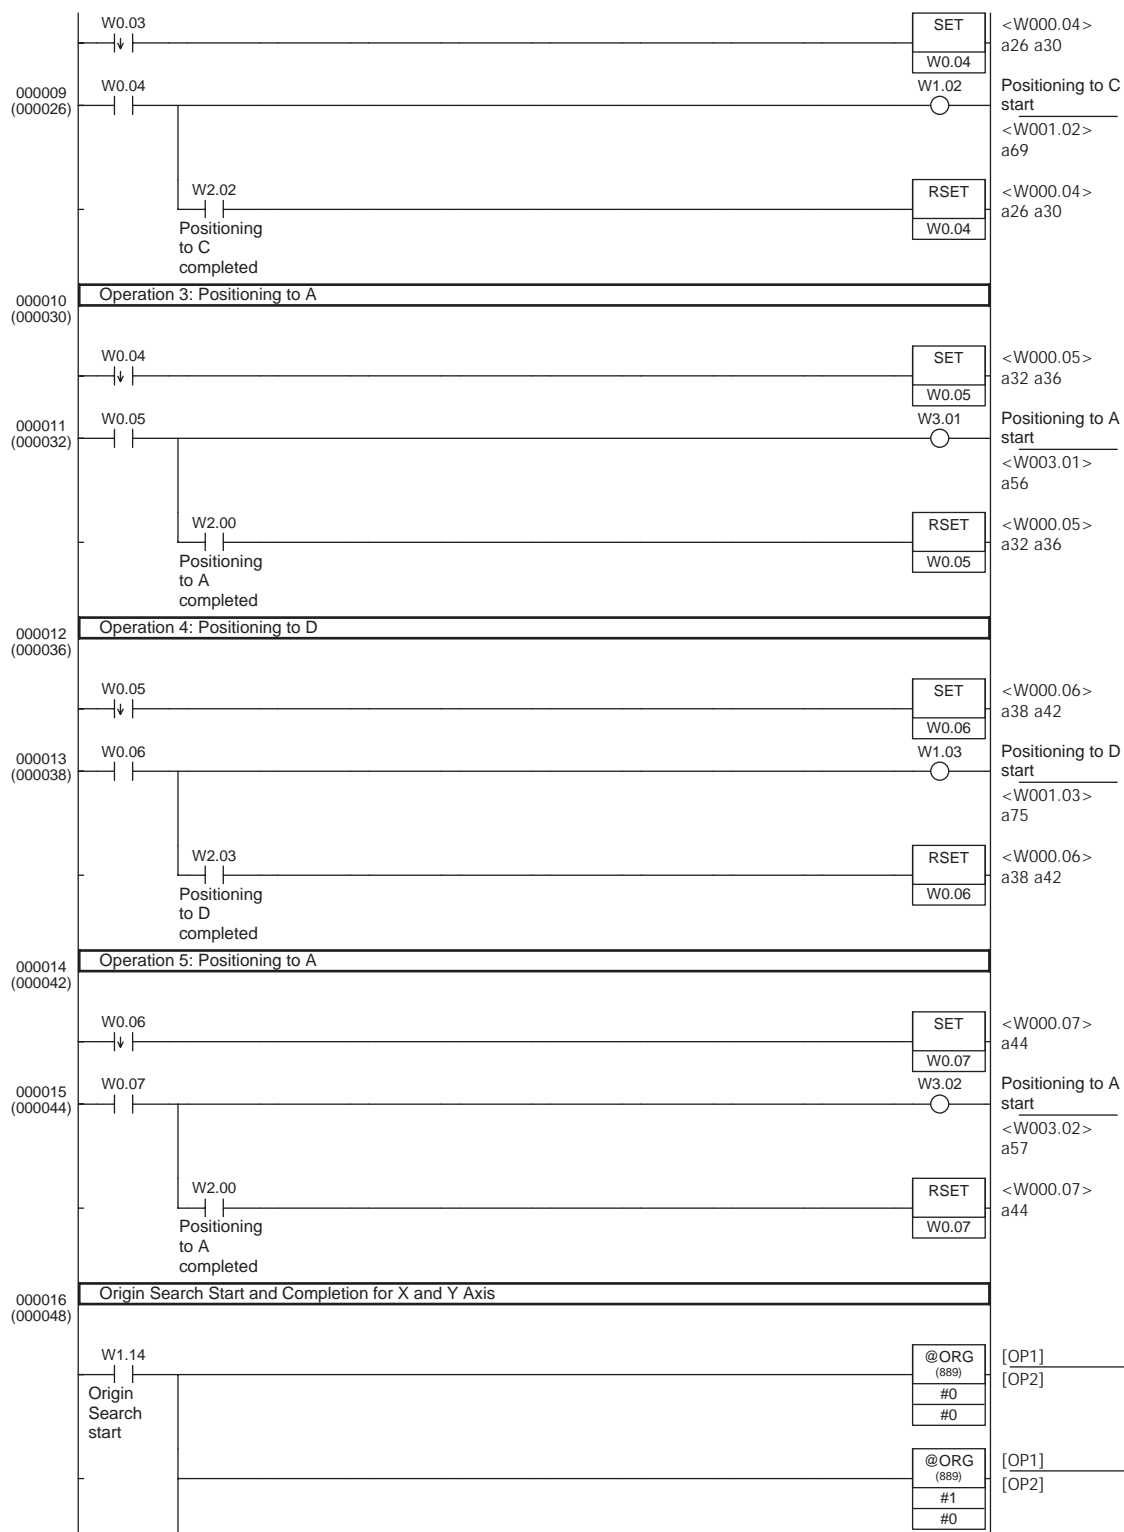 W0.03
SET
W0.04
<W000.04>
a26 a30
000009
(000026)
W0.04
W1.02
Positioning to C
start
<W001.02>
a69
W2.02
Positioning
to C
completed
RSET
W0.04
<W000.04>
a26 a30
000010
(000030)
Operation 3: Positioning to A
W0.04
SET
W0.05
<W000.05>
a32 a36
000011
(000032)
W0.05
W3.01
Positioning to A
start
<W003.01>
a56
W2.00
Positioning
to A
completed
RSET
W0.05
<W000.05>
a32 a36
000012
(000036)
Operation 4: Positioning to D
W0.05
SET
W0.06
<W000.06>
a38 a42
000013
(000038)
W0.06
W1.03
Positioning to D
start
<W001.03>
a75
W2.03
Positioning
to D
completed
RSET
W0.06
<W000.06>
a38 a42
000014
(000042)
Operation 5: Positioning to A
W0.06
SET
W0.07
<W000.07>
a44
000015
(000044)
W0.07
W3.02
Positioning to A
start
<W003.02>
a57
W2.00
Positioning
to A
completed
RSET
W0.07
<W000.07>
a44
000016
(000048)
Origin Search Start and Completion for X and Y Axis
W1.14
Origin
Search
start
@ORG
(889)
#0
#0
[OP1]
[OP2]
@ORG
(889)
#1
#0
[OP1]
[OP2]